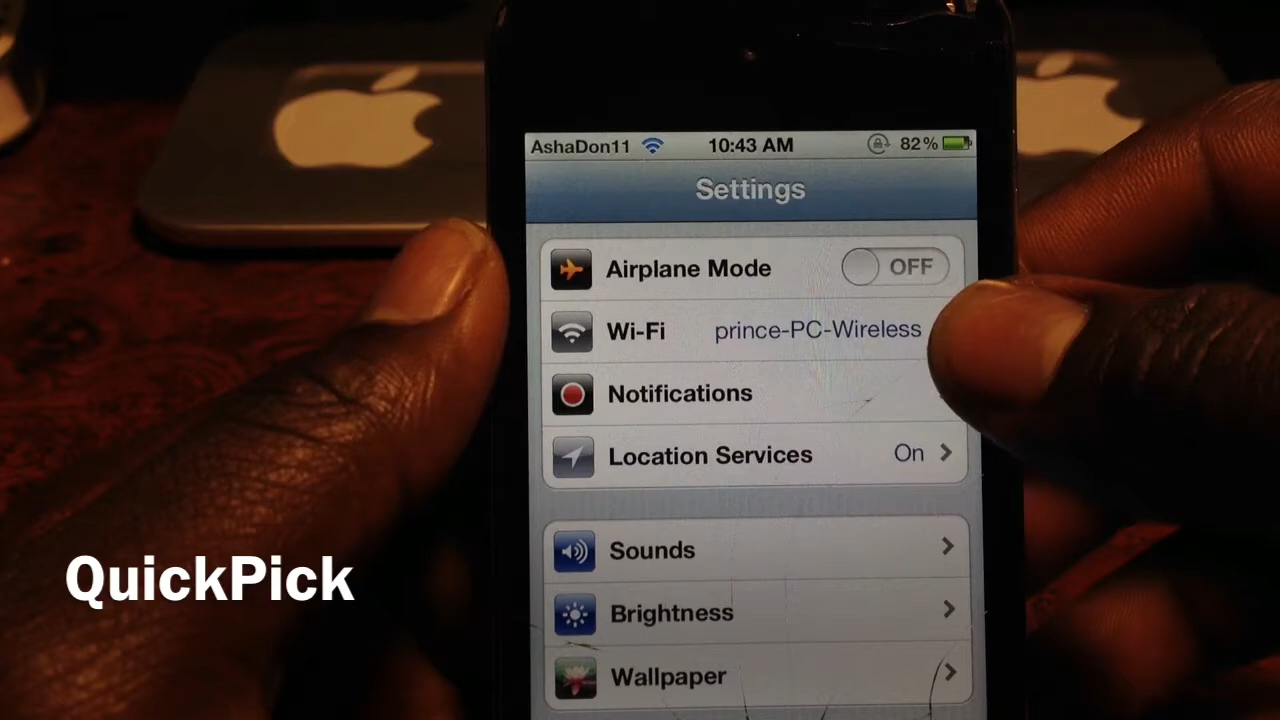 AshaDon11 10:43 AM 82%
Settings
Airplane Mode OFF
Wi-Fi prince-PC-Wireless
Notifications
Location Services On
Sounds
QuickPick
Brightness
Wallpaper